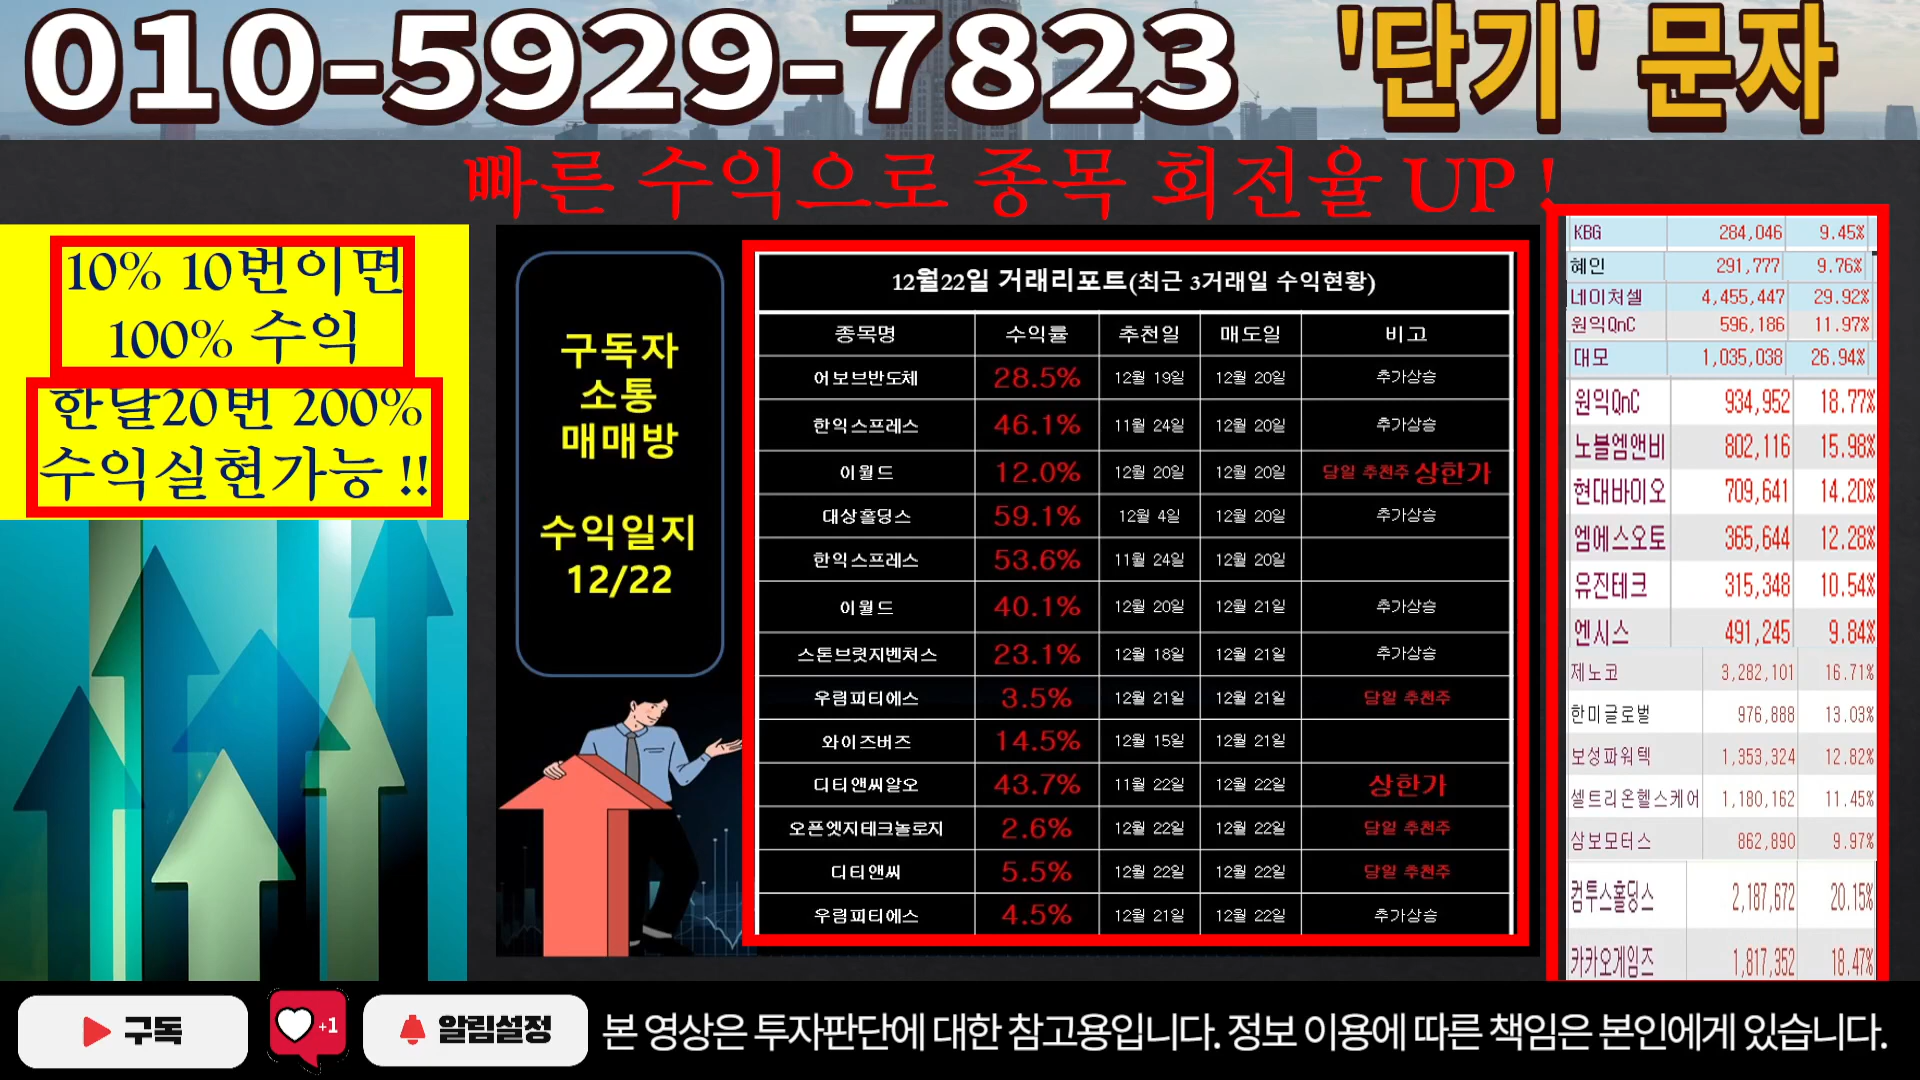 010-5929-7823 '단기' 문자
빠른 수익으로 종목 회전율 UP !
10% 10번이면
100% 수익
한달20번 200%
수익실현가능 !!
구독자
소통
매매방
수익일지
12/22
12월22일 거래리포트(최근 3거래일 수익현황)
종목명 수익률 추천일 매도일 비고
어보브반도체 28.5% 12월 19일 12월 20일 추가상승
한익스프레스 46.1% 11월 24일 12월 20일 추가상승
이월드 12.0% 12월 20일 12월 20일 당일 추천주 상한가
대상홀딩스 59.1% 12월 4일 12월 20일 추가상승
한익스프레스 53.6% 11월 24일 12월 20일
이월드 40.1% 12월 20일 12월 21일 추가상승
스톤브릿지벤처스 23.1% 12월 18일 12월 21일 추가상승
우림피티에스 3.5% 12월 21일 12월 21일 당일 추천주
와이즈버즈 14.5% 12월 15일 12월 21일
디티앤씨알오 43.7% 11월 22일 12월 22일 상한가
오픈엣지테크놀로지 2.6% 12월 22일 12월 22일 당일 추천주
디티앤씨 5.5% 12월 22일 12월 22일 당일 추천주
우림피티에스 4.5% 12월 21일 12월 22일 추가상승
KBG 284,046 9.45%
혜인 291,777 9.76%
네이처셀 4,455,447 29.92%
원익QnC 596,186 11.97%
대모 1,035,038 26.94%
원익QnC 934,952 18.77%
노블엠앤비 802,116 15.98%
현대바이오 709,641 14.20%
엠에스오토 365,644 12.28%
유진테크 315,348 10.54%
엔시스 491,245 9.84%
제노코 3,282,101 16.71%
한미글로벌 976,888 13.03%
보성파워텍 1,353,324 12.82%
셀트리온헬스케어 1,180,162 11.45%
상보모터스 862,890 9.97%
컴투스홀딩스 2,187,672 20.15%
카카오게임즈 1,817,352 18.47%
구독 +1 알림설정 본 영상은 투자판단에 대한 참고용입니다. 정보 이용에 따른 책임은 본인에게 있습니다.